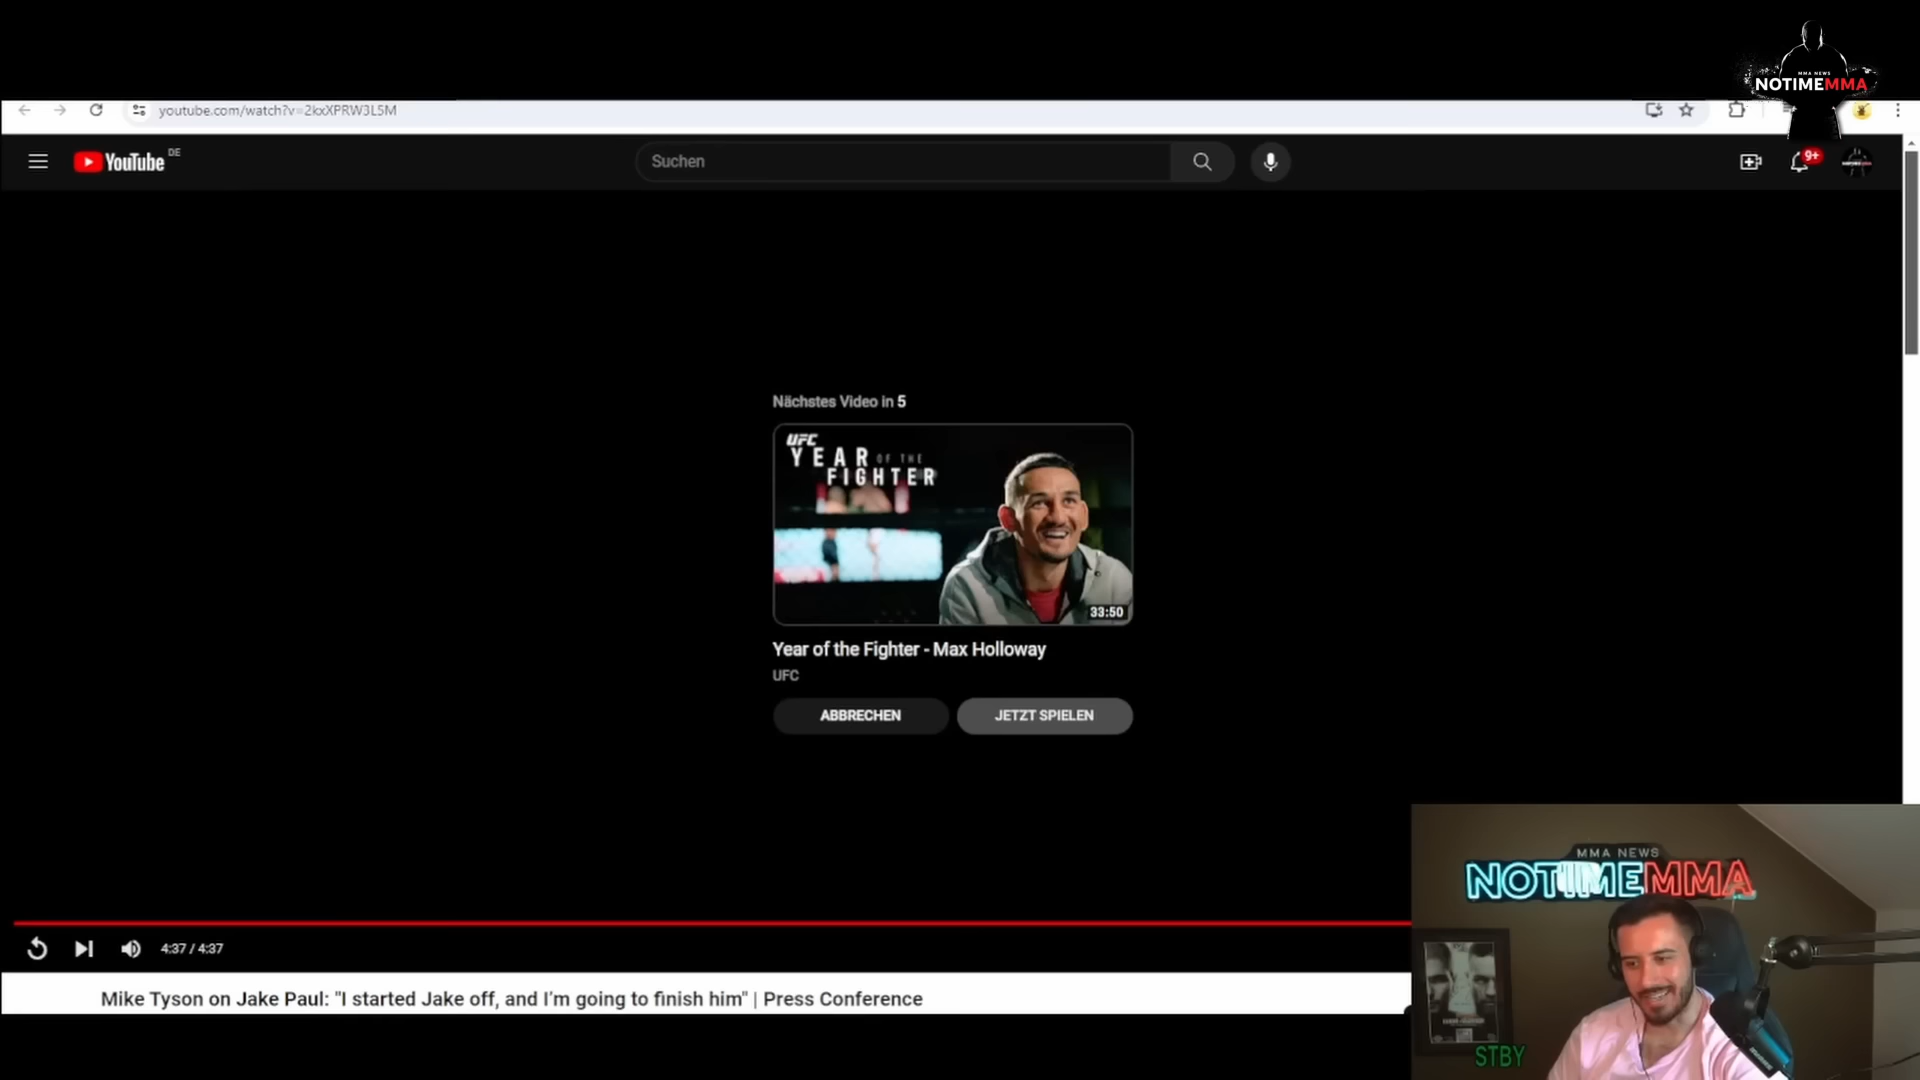 MMA NEWS
NOTIMEMMA
youtube.com/watch?v=2kxXPRW3L5M
YouTube DE
Suchen
9+
Nächstes Video in 5
UFC
YEAR OF THE
FIGHTER
33:50
Year of the Fighter - Max Holloway
UFC
ABBRECHEN
JETZT SPIELEN
4:37 / 4:37
Mike Tyson on Jake Paul: "I started Jake off, and I'm going to finish him" | Press Conference
MMA NEWS
NOTIMEMMA
STBY